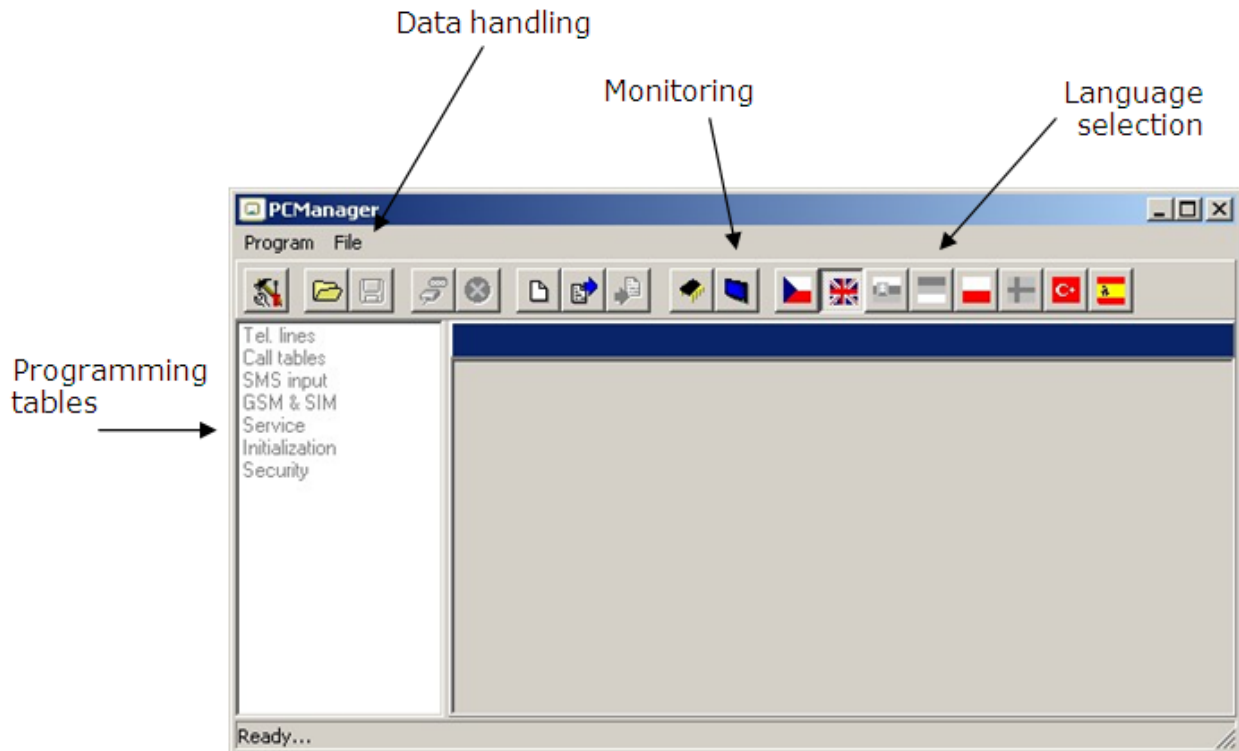 Data handling
Monitoring
Language
selection
PCManager
Program File
Programming
tables
Tel. lines
Call tables
SMS input
GSM & SIM
Service
Initialization
Security
Ready...